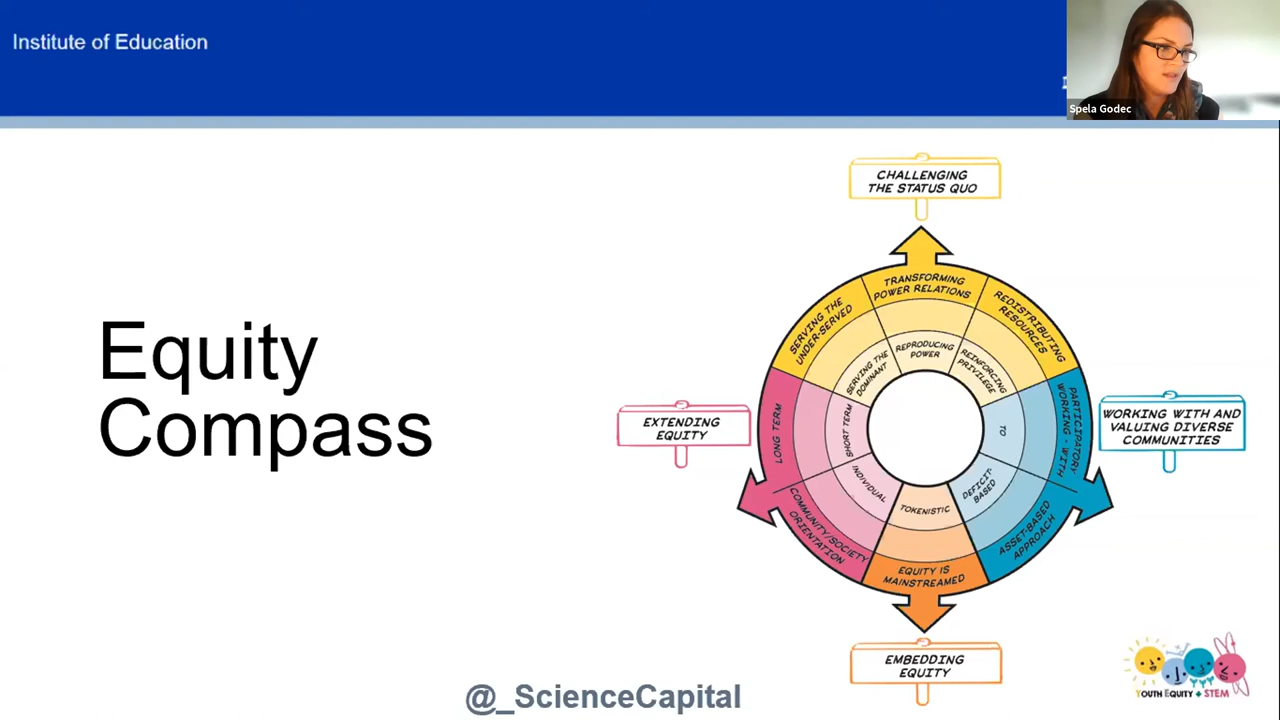 Institute of Education
Spela Godec
Equity
Compass
CHALLENGING
THE STATUS QUO
TRANSFORMING
POWER RELATIONS
SERVING THE
UNDER-SERVED
REDISTRIBUTING
RESOURCES
REPRODUCING
POWER
SERVING THE
DOMINANT
REINFORCING
PRIVILEGE
EXTENDING
EQUITY
LONG TERM
SHORT TERM
TO
PARTICIPATORY
WORKING - WITH
WORKING WITH AND
VALUING DIVERSE
COMMUNITIES
INDIVIDUAL
COMMUNITY/SOCIETY
ORIENTATION
TOKENISTIC
DEFICIT-
BASED
ASSET-BASED
APPROACH
EQUITY IS
MAINSTREAMED
EMBEDDING
EQUITY
YOUTH EQUITY + STEM
@_ScienceCapital